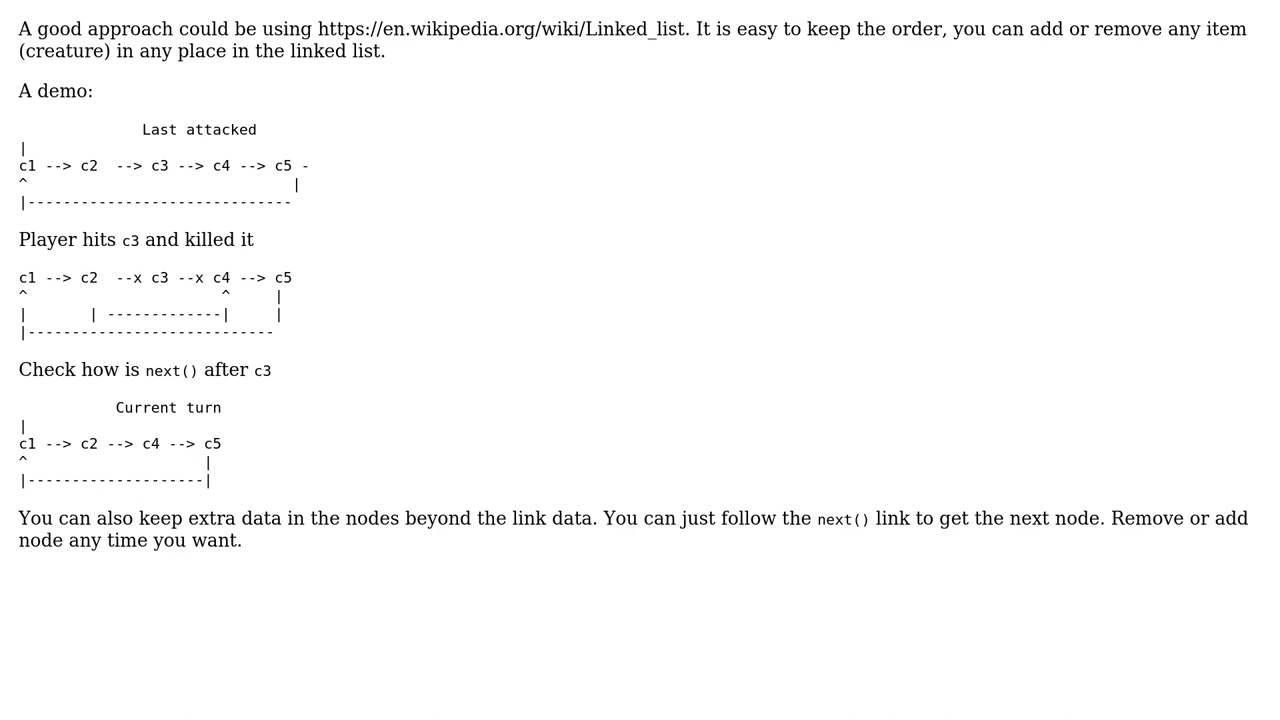 A good approach could be using https://en.wikipedia.org/wiki/Linked_list. It is easy to keep the order, you can add or remove any item
(creature) in any place in the linked list.
A demo:
              Last attacked
|
c1 --> c2  --> c3 --> c4 --> c5 -
^                              |
|------------------------------
Player hits c3 and killed it
c1 --> c2  --x c3 --x c4 --> c5
^                      ^     |
|       | -------------|     |
|----------------------------
Check how is next() after c3
           Current turn
|
c1 --> c2 --> c4 --> c5
^                    |
|--------------------|
You can also keep extra data in the nodes beyond the link data. You can just follow the next() link to get the next node. Remove or add
node any time you want.